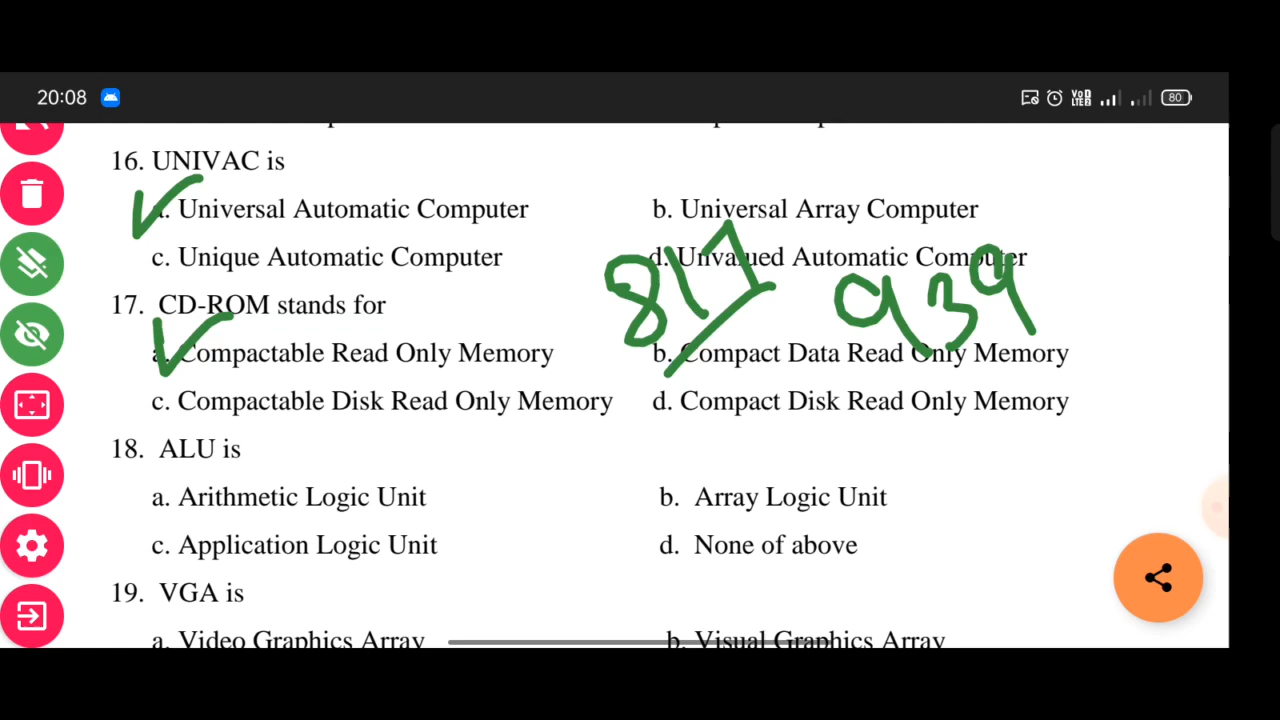 20:08 VoD LTED 80
16. UNIVAC is
a. Universal Automatic Computer b. Universal Array Computer
c. Unique Automatic Computer d. Unvalued Automatic Computer
817 939
17. CD-ROM stands for
a. Compactable Read Only Memory b. Compact Data Read Only Memory
c. Compactable Disk Read Only Memory d. Compact Disk Read Only Memory
18. ALU is
a. Arithmetic Logic Unit b. Array Logic Unit
c. Application Logic Unit d. None of above
19. VGA is
a. Video Graphics Array b. Visual Graphics Array